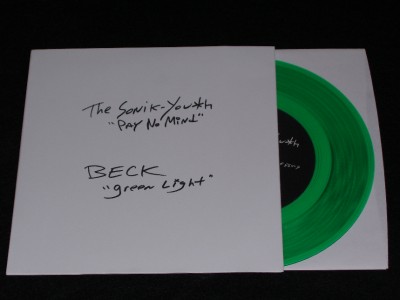 The Sonik-Youth
"Pay No Mind"
BECK
"green Light"